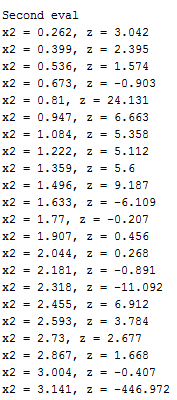 Second eval
x2 = 0.262, z = 3.042
x2 = 0.399, z = 2.395
x2 = 0.536, z = 1.574
x2 = 0.673, z = -0.903
x2 = 0.81, z = 24.131
x2 = 0.947, z = 6.663
x2 = 1.084, z = 5.358
x2 = 1.222, z = 5.112
x2 = 1.359, z = 5.6
x2 = 1.496, z = 9.187
x2 = 1.633, z = -6.109
x2 = 1.77, z = -0.207
x2 = 1.907, z = 0.456
x2 = 2.044, z = 0.268
x2 = 2.181, z = -0.891
x2 = 2.318, z = -11.092
x2 = 2.455, z = 6.912
x2 = 2.593, z = 3.784
x2 = 2.73, z = 2.677
x2 = 2.867, z = 1.668
x2 = 3.004, z = -0.407
x2 = 3.141, z = -446.972